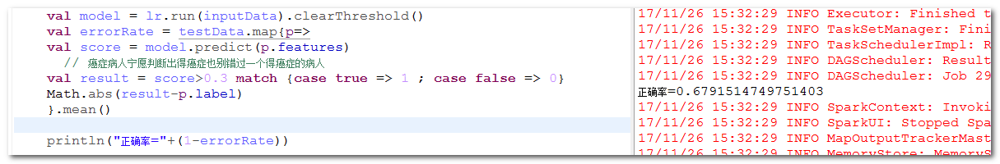 val model = lr.run(inputData).clearThreshold()
val errorRate = testData.map{p=>
val score = model.predict(p.features)
// 癌症病人宁愿判断出得癌症也别错过一个得癌症的病人
val result = score>0.3 match {case true => 1 ; case false => 0}
Math.abs(result-p.label)
}.mean()
println("正确率="+(1-errorRate))
17/11/26 15:32:29 INFO Executor: Finished t
17/11/26 15:32:29 INFO TaskSetManager: Fini
17/11/26 15:32:29 INFO TaskSchedulerImpl: R
17/11/26 15:32:29 INFO DAGScheduler: Result
17/11/26 15:32:29 INFO DAGScheduler: Job 29
正确率=0.6791514749751403
17/11/26 15:32:29 INFO SparkContext: Invoki
17/11/26 15:32:29 INFO SparkUI: Stopped Spa
17/11/26 15:32:29 INFO MapOutputTrackerMast
17/11/26 15:32:29 INFO MemoryStore: MemoryS